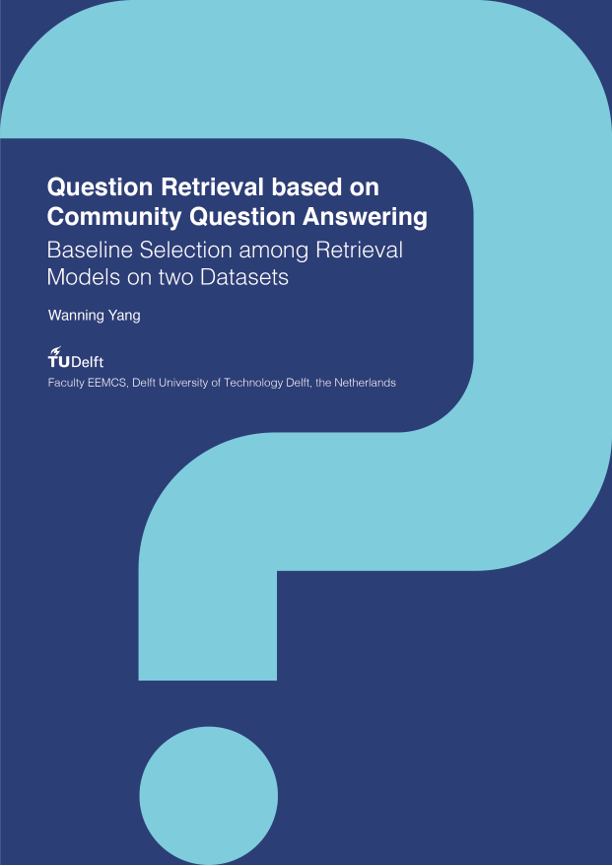 Question Retrieval based on
Community Question Answering
Baseline Selection among Retrieval
Models on two Datasets
Wanning Yang
TUDelft
Faculty EEMCS, Delft University of Technology Delft, the Netherlands